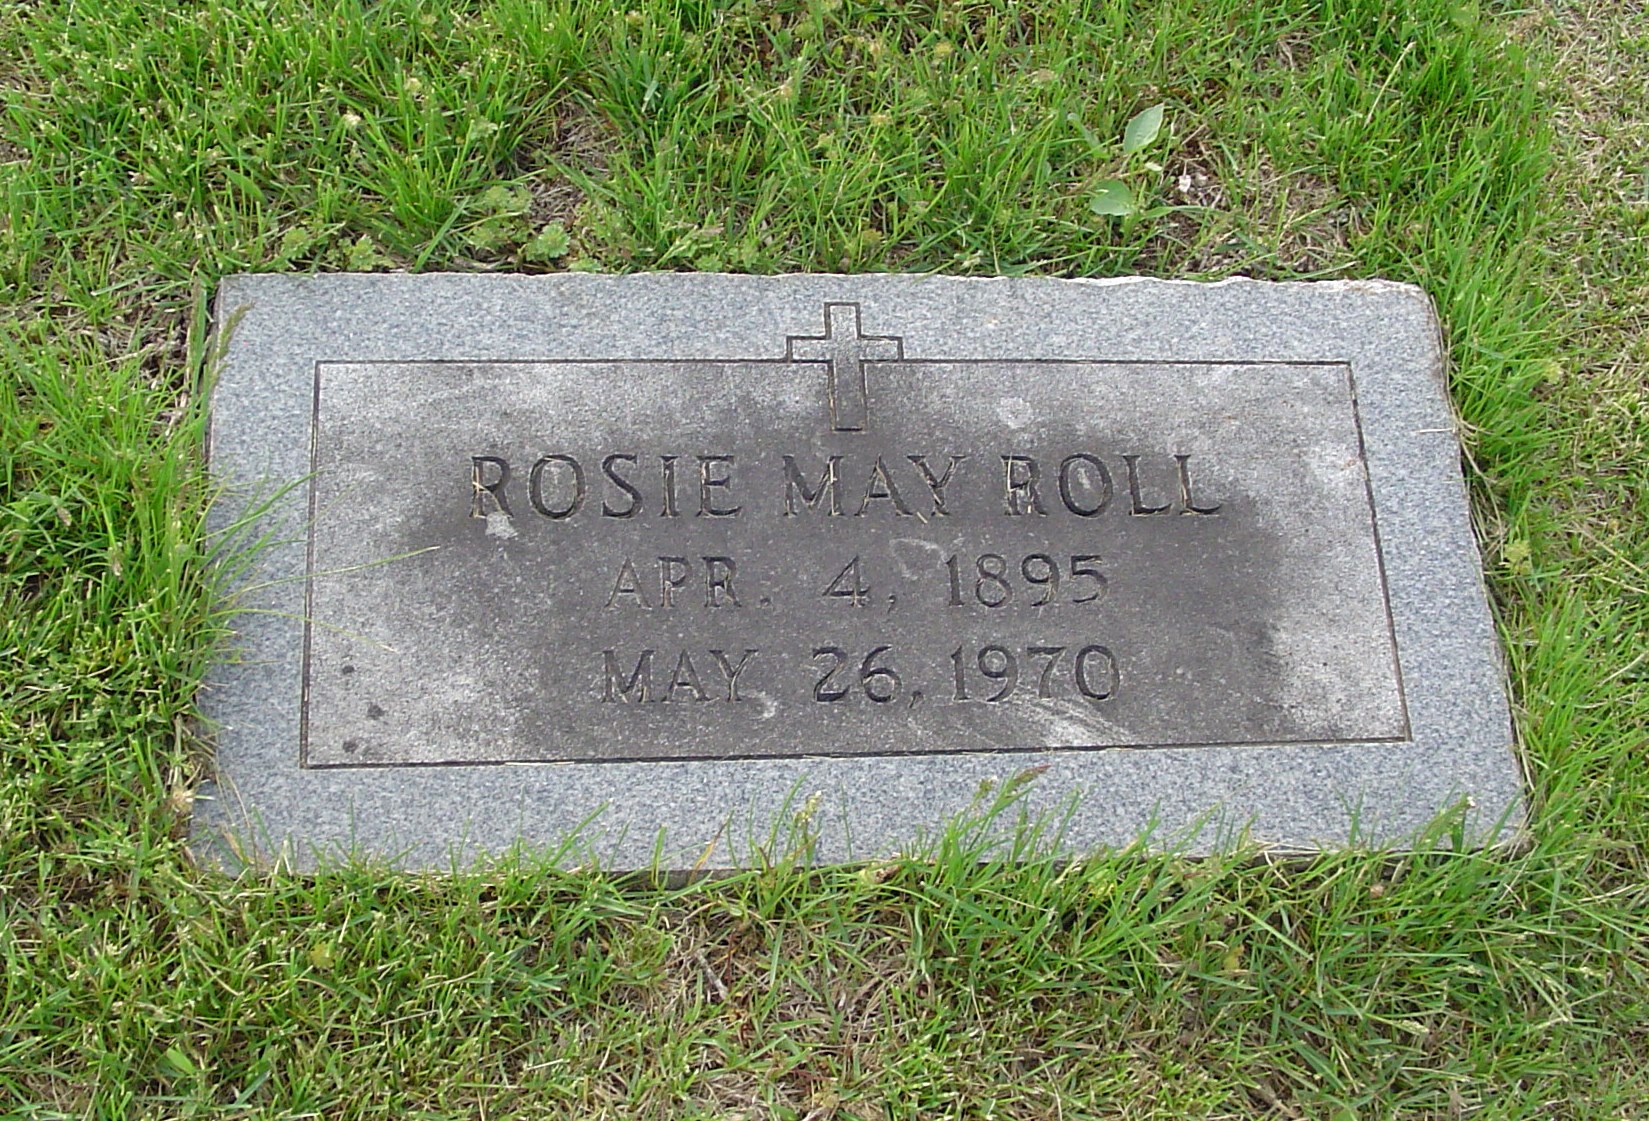 ROSIE MAY ROLL
APR. 4, 1895
MAY 26, 1970